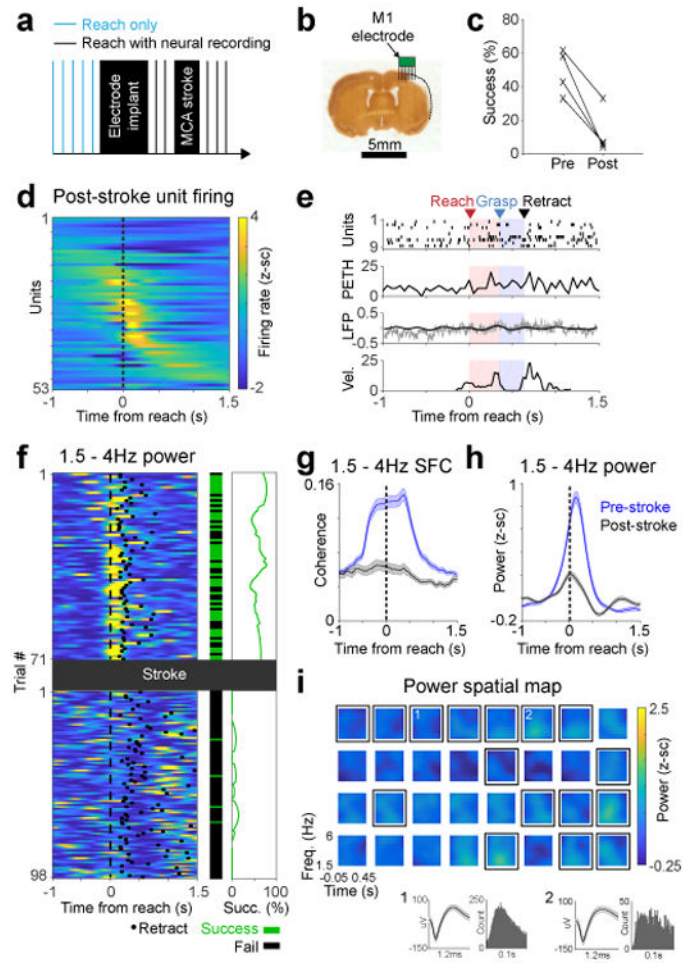 a
Reach only
Reach with neural recording
Electrode
implant
MCA stroke
b
M1
electrode
5mm
c
Success (%)
80
60
40
20
0
Pre Post
d Post-stroke unit firing
Units
1
53
-1 0 1.5
Time from reach (s)
4
-2
Firing rate (z-sc)
e
Reach Grasp Retract
Units
1
9
PETH
25
0
LFP
0.5
-0.5
Vel.
25
0
-1 0 1.5
Time from reach (s)
f 1.5 - 4Hz power
Trial #
1
71
Stroke
1
98
-1 0 1.5
Time from reach (s)
0 100
Succ. (%)
•Retract
Success
Fail
g 1.5 - 4Hz SFC
Coherence
0.16
0
-1 0 1.5
Time from reach (s)
h 1.5 - 4Hz power
Power (z-sc)
1
-0.2
Pre-stroke
Post-stroke
-1 0 1.5
Time from reach (s)
i Power spatial map
1
2
Freq. (Hz)
6
1.5
-0.05 0.45
Time (s)
2.5
-0.25
Power (z-sc)
1
100
uV
-150
1.2ms
250
Count
0
0.1s
2
100
uV
-150
1.2ms
50
Count
0
0.1s